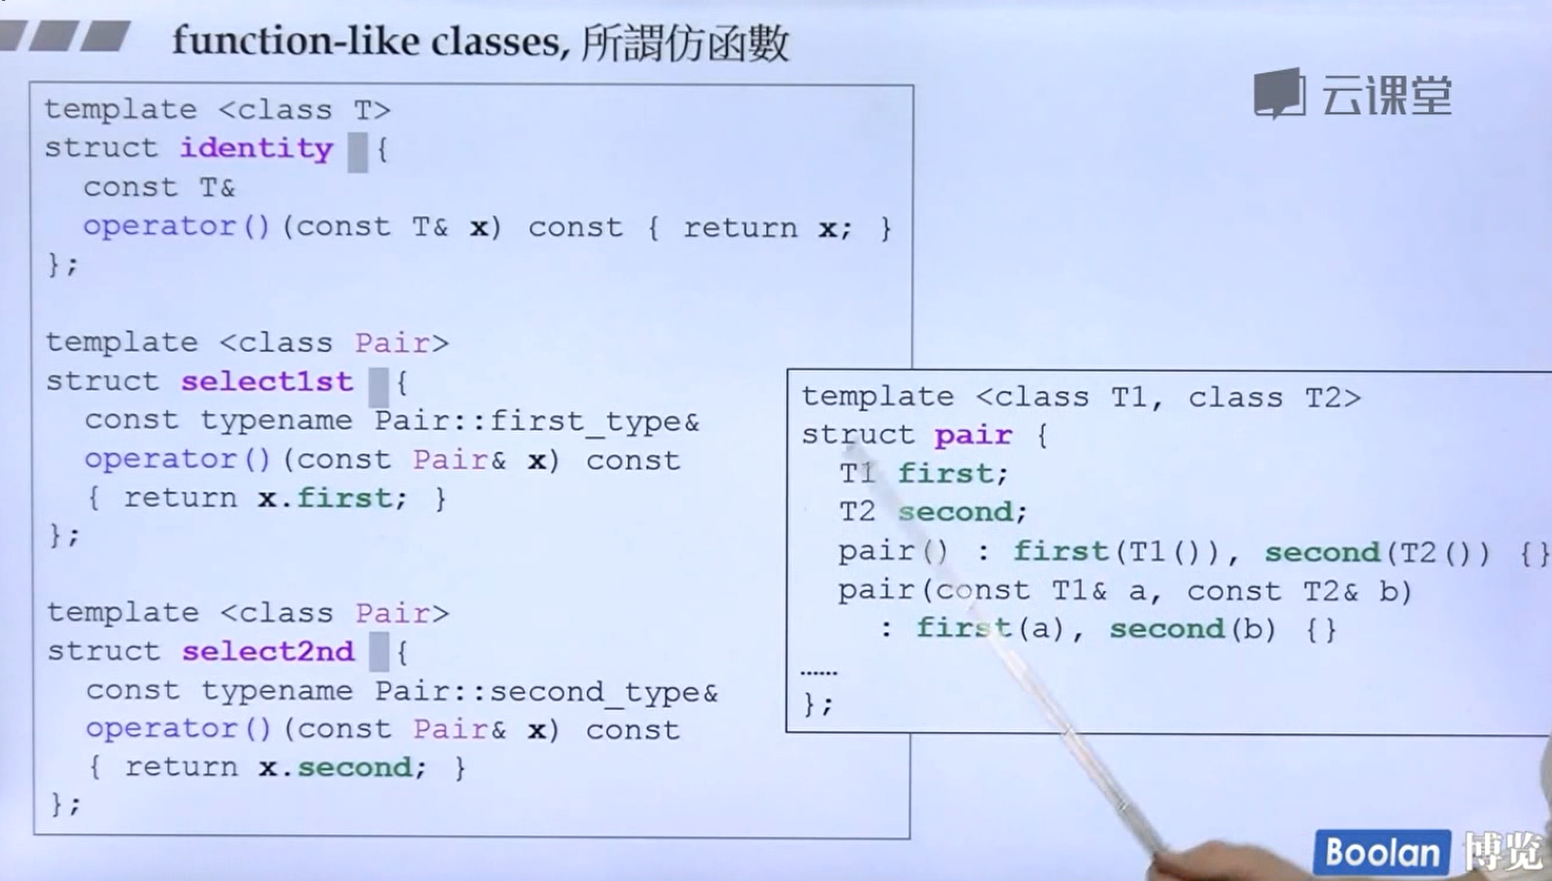 function-like classes, 所謂仿函數
云课堂
template <class T>
struct identity {
const T&
operator()(const T& x) const { return x; }
};
template <class Pair>
struct select1st {
const typename Pair::first_type&
operator()(const Pair& x) const
{ return x.first; }
};
template <class Pair>
struct select2nd {
const typename Pair::second_type&
operator()(const Pair& x) const
{ return x.second; }
};
template <class T1, class T2>
struct pair {
T1 first;
T2 second;
pair() : first(T1()), second(T2()) {}
pair(const T1& a, const T2& b)
: first(a), second(b) {}
......
};
Boolan 博览